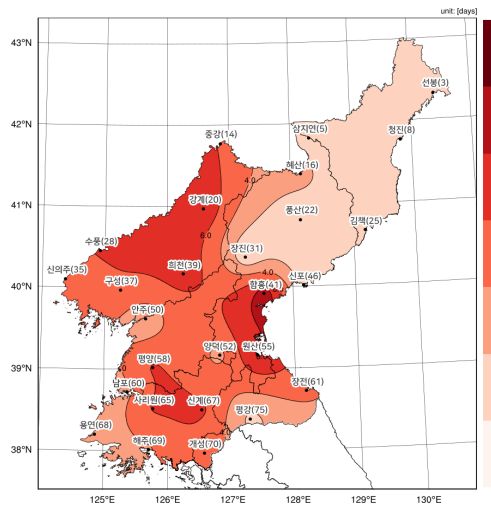 unit: [days]
43°N
선봉(3)
42°N
중강(14)
삼지연(5)
청진(8)
혜산(16)
4.0
41°N
강계(20)
풍산(22)
김책(25)
6.0
수풍(28)
장진(31)
신의주(35)
희천(39)
4.0
신포(46)
구성(37)
함흥(41)
40°N
안주(50)
양덕(52)
원산(55)
평양(58)
39°N
남포(60)
장전(61)
사리원(65)
신계(67)
평강(75)
용연(68)
해주(69)
개성(70)
38°N
125°E
126°E
127°E
128°E
129°E
130°E